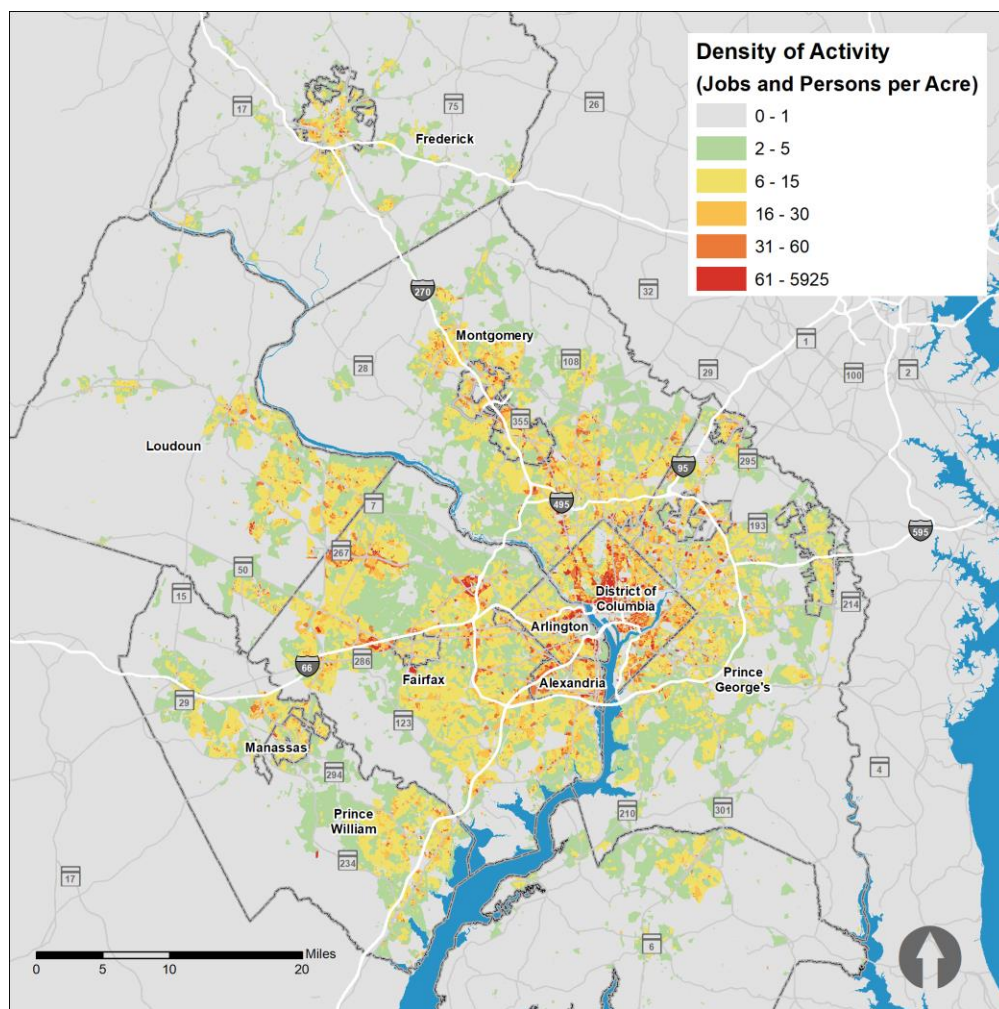 Density of Activity
(Jobs and Persons per Acre)
0 - 1
2 - 5
6 - 15
16 - 30
31 - 60
61 - 5925
17
75
26
Frederick
270
32
Montgomery
1
28
108
29
100
2
355
Loudoun
95
295
7
495
193
595
267
50
15
District of
Columbia
214
Arlington
66
286
Fairfax
Alexandria
Prince
George's
29
123
Manassas
294
4
210
301
Prince
William
234
17
6
Miles
0 5 10 20